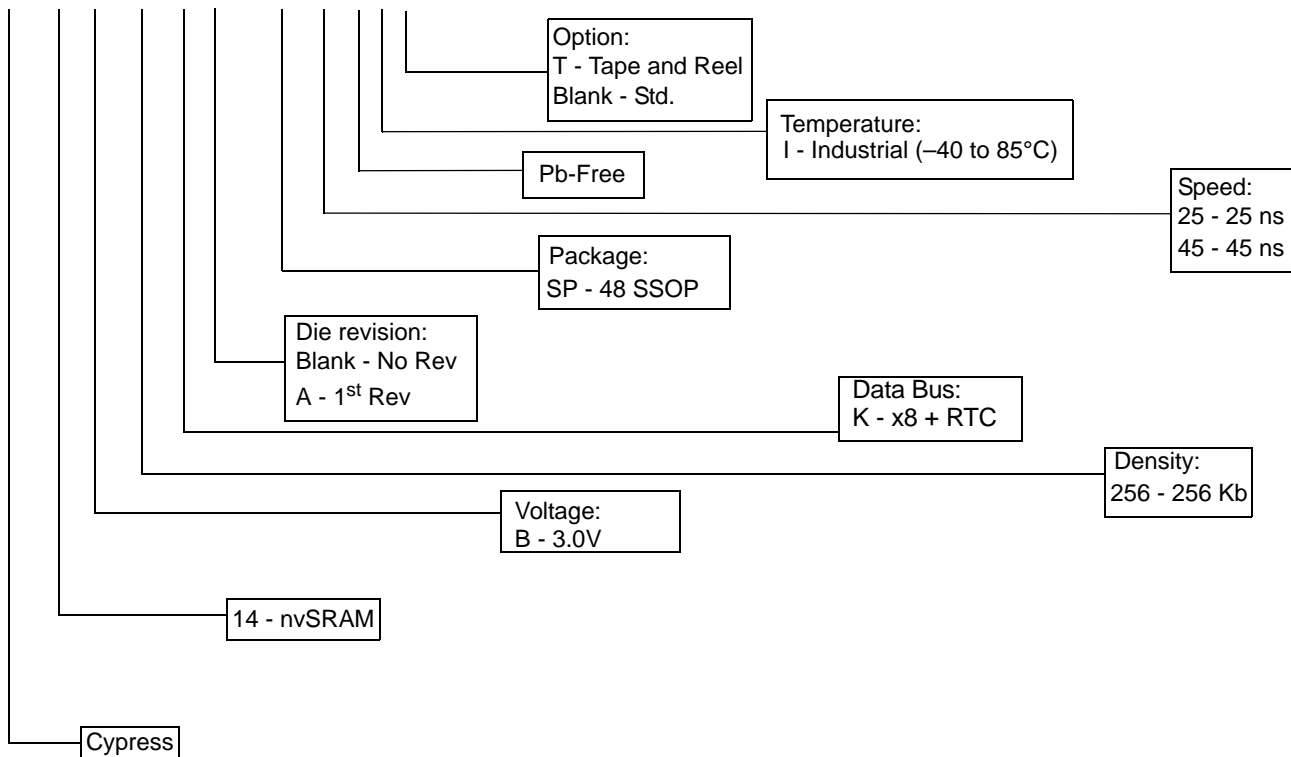 Option:
T - Tape and Reel
Blank - Std.
Temperature:
I - Industrial (–40 to 85°C)
Pb-Free
Speed:
25 - 25 ns
45 - 45 ns
Package:
SP - 48 SSOP
Die revision:
Blank - No Rev
A - 1st Rev
Data Bus:
K - x8 + RTC
Density:
256 - 256 Kb
Voltage:
B - 3.0V
14 - nvSRAM
Cypress